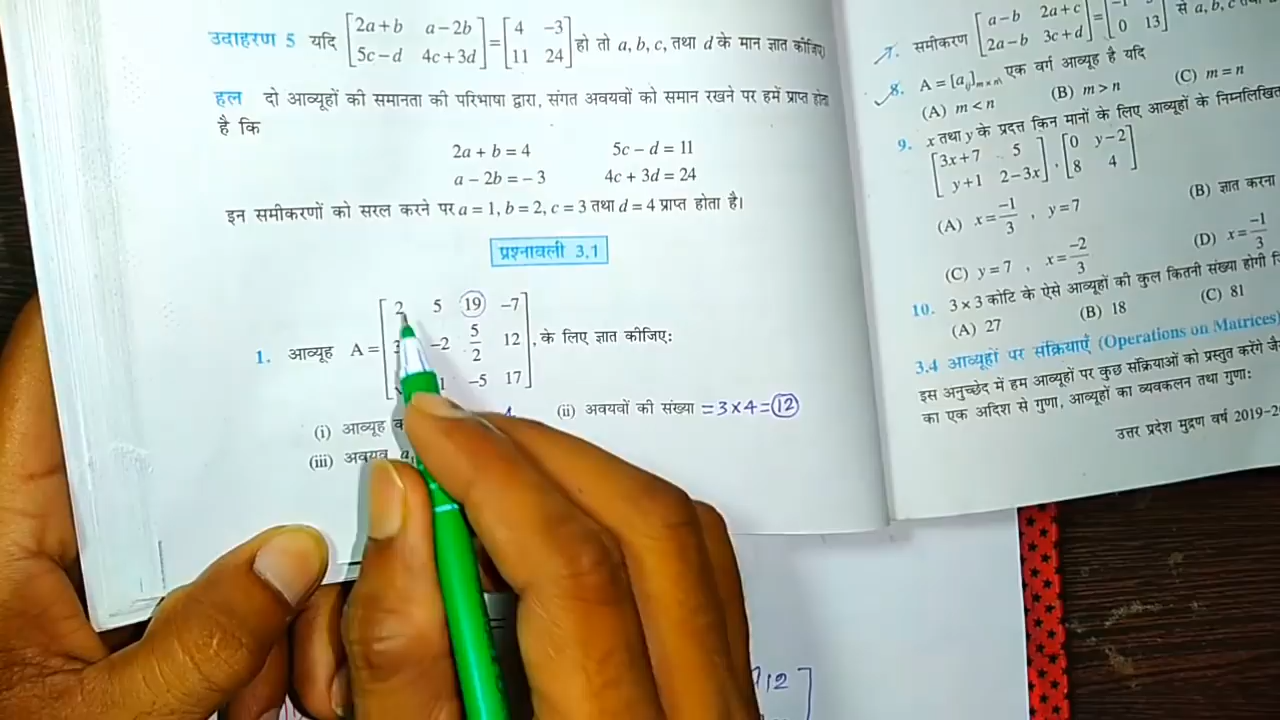 उदाहरण 5 यदि [2a+b a−2b 5c−d 4c+3d] = [4 −3 11 24] हो तो a, b, c, तथा d के मान ज्ञात कीजिए।
हल दो आव्यूहों की समानता की परिभाषा द्वारा, संगत अवयवों को समान रखने पर हमें प्राप्त होता
है कि
2a + b = 4 5c − d = 11
a − 2b = − 3 4c + 3d = 24
इन समीकरणों को सरल करने पर a = 1, b = 2, c = 3 तथा d = 4 प्राप्त होता है।
प्रश्नावली 3.1
2 5 19 −7
1. आव्यूह A = −2 5/2 12 , के लिए ज्ञात कीजिए:
1 −5 17
(i) आव्यूह (ii) अवयवों की संख्या = 3 × 4 = 12
(iii) अवयव
7. समीकरण [a−b 2a+c 2a−b 3c+d] = 0 13 से a, b, c,
8. A = [aᵢⱼ]ₘ×ₙ एक वर्ग आव्यूह है यदि
(A) m < n (B) m > n (C) m = n
9. x तथा y के प्रदत्त किन मानों के लिए आव्यूहों के निम्नलिखित
[3x+7 5 y+1 2−3x] , [0 y−2 8 4]
(A) x = −1/3 , y = 7 (B) ज्ञात करना
(C) y = 7 , x = −2/3 (D) x = −1/3
10. 3 × 3 कोटि के ऐसे आव्यूहों की कुल कितनी संख्या होगी
(A) 27 (B) 18 (C) 81
3.4 आव्यूहों पर संक्रियाएँ (Operations on Matrices)
इस अनुच्छेद में हम आव्यूहों पर कुछ संक्रियाओं को प्रस्तुत करेंगे
का एक अदिश से गुणा, आव्यूहों का व्यवकलन तथा गुणा:
उत्तर प्रदेश मुद्रण वर्ष 2019-2
12